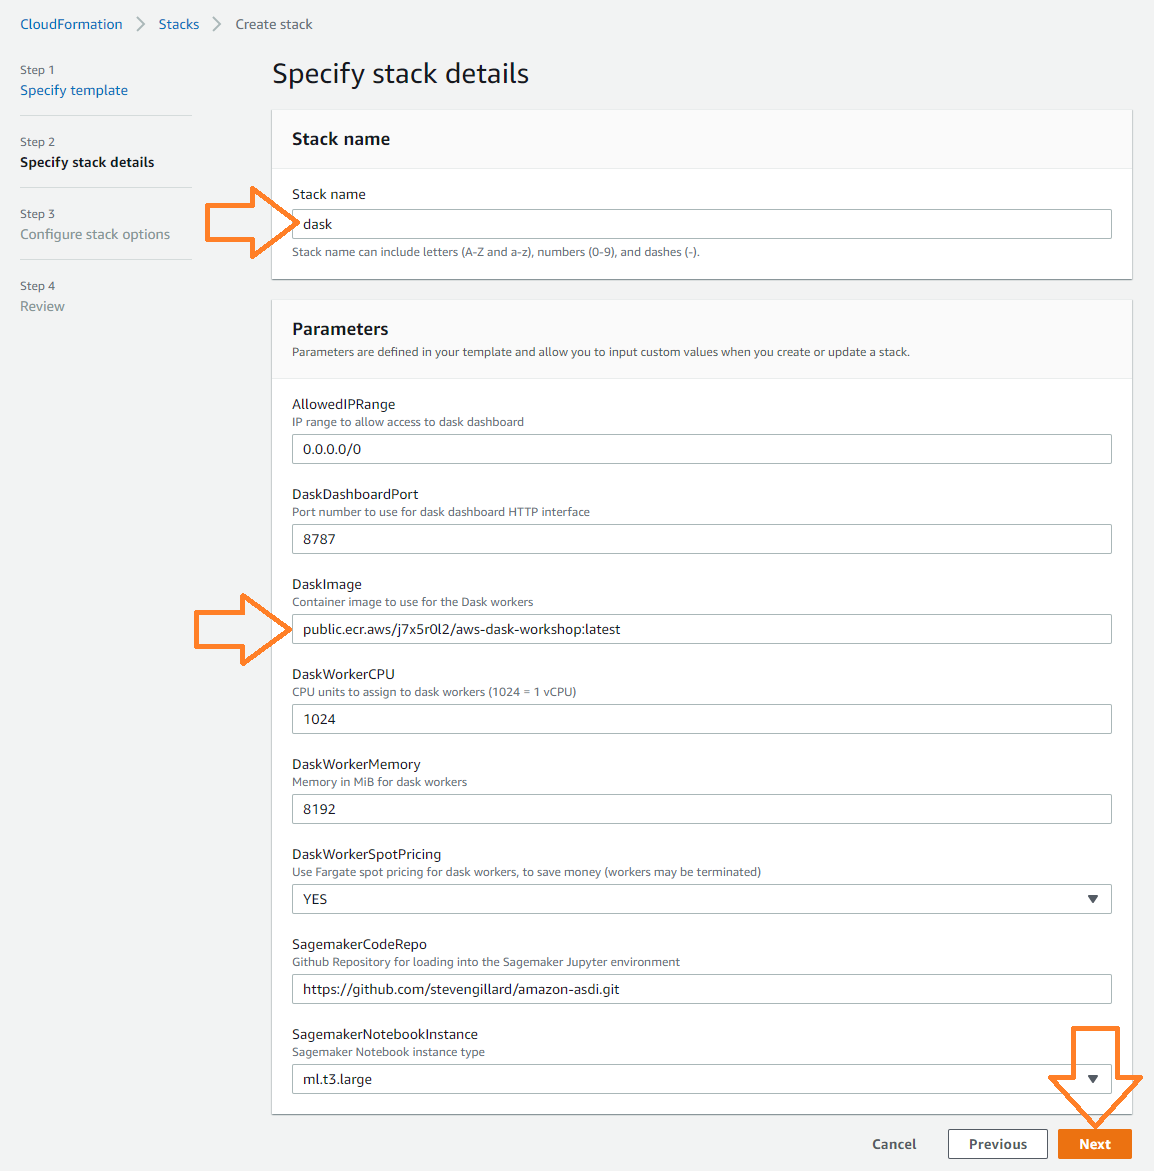 CloudFormation > Stacks > Create stack
Step 1
Specify template
Step 2
Specify stack details
Step 3
Configure stack options
Step 4
Review
Specify stack details
Stack name
Stack name
dask
Stack name can include letters (A-Z and a-z), numbers (0-9), and dashes (-).
Parameters
Parameters are defined in your template and allow you to input custom values when you create or update a stack.
AllowedIPRange
IP range to allow access to dask dashboard
0.0.0.0/0
DaskDashboardPort
Port number to use for dask dashboard HTTP interface
8787
DaskImage
Container image to use for the Dask workers
public.ecr.aws/j7x5r0l2/aws-dask-workshop:latest
DaskWorkerCPU
CPU units to assign to dask workers (1024 = 1 vCPU)
1024
DaskWorkerMemory
Memory in MiB for dask workers
8192
DaskWorkerSpotPricing
Use Fargate spot pricing for dask workers, to save money (workers may be terminated)
YES
SagemakerCodeRepo
Github Repository for loading into the Sagemaker Jupyter environment
https://github.com/stevengillard/amazon-asdi.git
SagemakerNotebookInstance
Sagemaker Notebook instance type
ml.t3.large
Cancel Previous Next